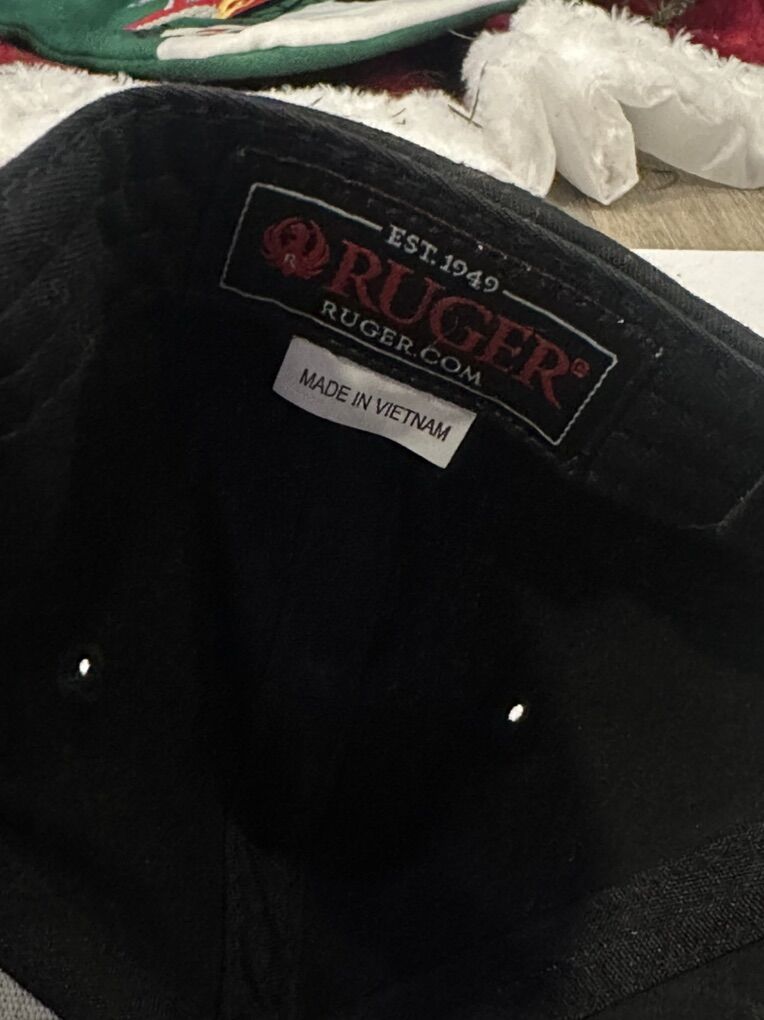 EST. 1949
RUGER®
RUGER.COM
MADE IN VIETNAM